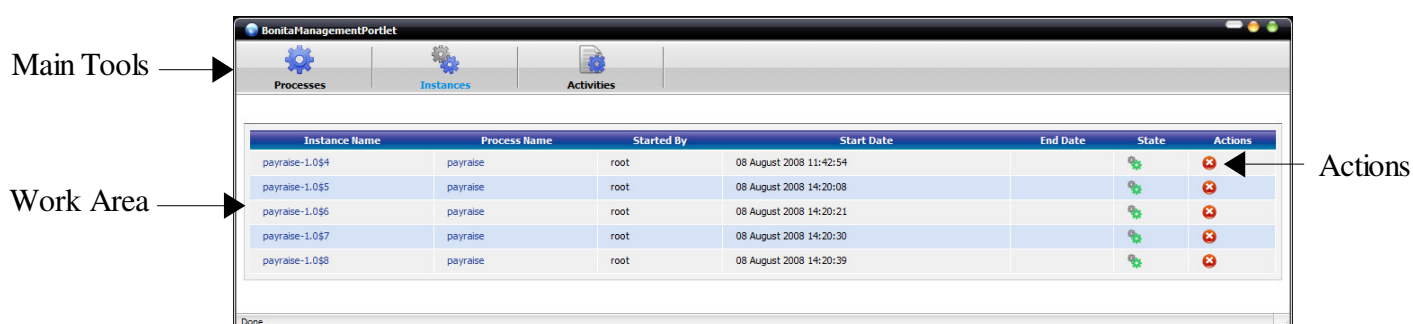 BonitaManagementPortlet
Main Tools
Processes Instances Activities
Instance Name Process Name Started By Start Date End Date State Actions
payraise-1.0$4 payraise root 08 August 2008 11:42:54
Actions
payraise-1.0$5 payraise root 08 August 2008 14:20:08
Work Area
payraise-1.0$6 payraise root 08 August 2008 14:20:21
payraise-1.0$7 payraise root 08 August 2008 14:20:30
payraise-1.0$8 payraise root 08 August 2008 14:20:39
Done